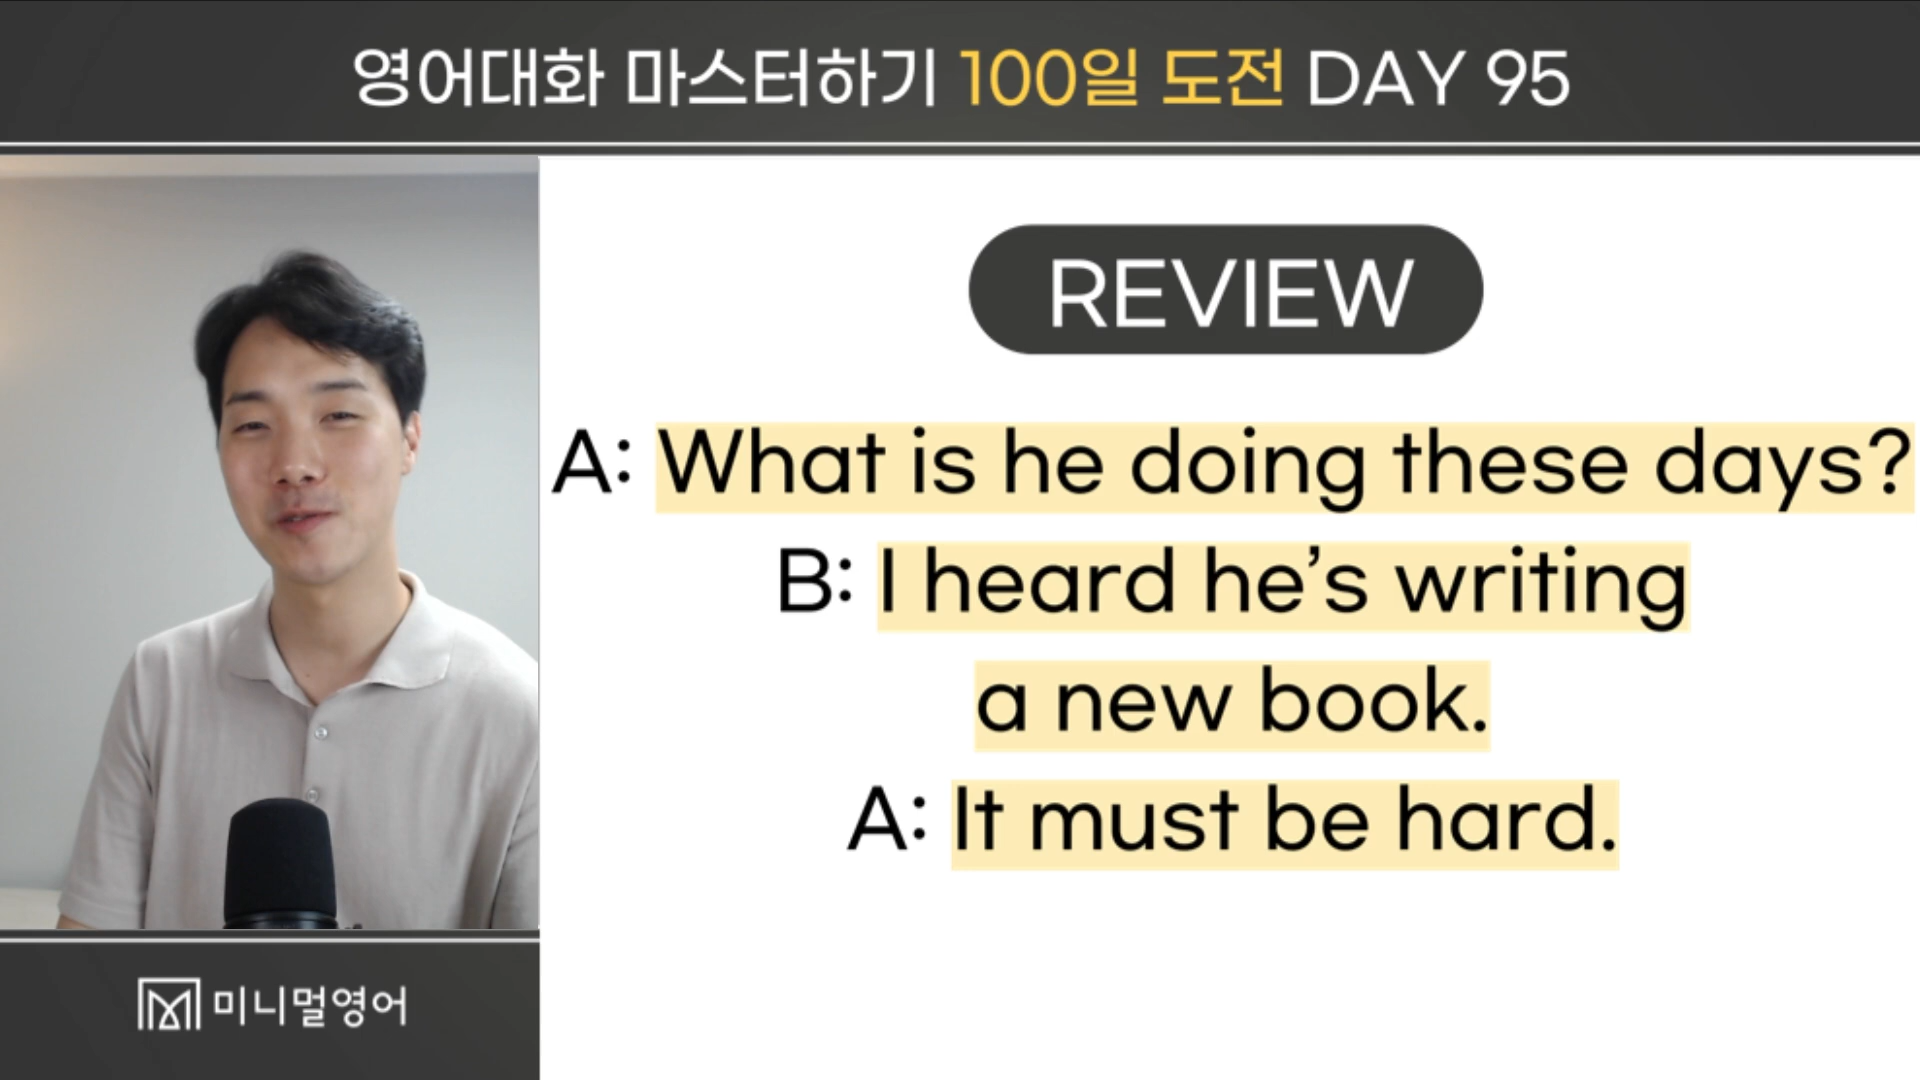 영어대화 마스터하기 100일 도전 DAY 95
REVIEW
A: What is he doing these days?
B: I heard he’s writing
a new book.
A: It must be hard.
미니멀영어